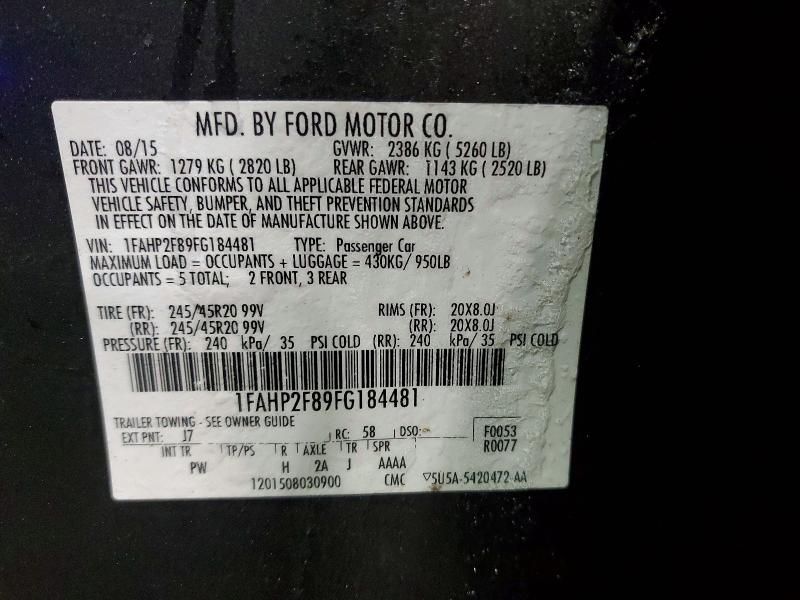 MFD. BY FORD MOTOR CO.
DATE: 08/15 GVWR: 2386 KG ( 5260 LB)
FRONT GAWR: 1279 KG ( 2820 LB) REAR GAWR: 1143 KG ( 2520 LB)
THIS VEHICLE CONFORMS TO ALL APPLICABLE FEDERAL MOTOR
VEHICLE SAFETY, BUMPER, AND THEFT PREVENTION STANDARDS
IN EFFECT ON THE DATE OF MANUFACTURE SHOWN ABOVE.
VIN: 1FAHP2F89FG184481 TYPE: Passenger Car
MAXIMUM LOAD = OCCUPANTS + LUGGAGE = 430KG/ 950LB
OCCUPANTS = 5 TOTAL; 2 FRONT, 3 REAR
TIRE (FR): 245/45R20 99V RIMS (FR): 20X8.0J
(RR): 245/45R20 99V (RR): 20X8.0J
PRESSURE (FR): 240 kPa/ 35 PSI COLD (RR): 240 kPa/ 35 PSI COLD
1FAHP2F89FG184481
TRAILER TOWING - SEE OWNER GUIDE
EXT PNT: J7 RC: 58 DSO: F0053
INT TR TP/PS R AXLE TR SPR R0077
PW H 2A J AAAA
1201508030900 CMC ▽5U5A-5420472-AA